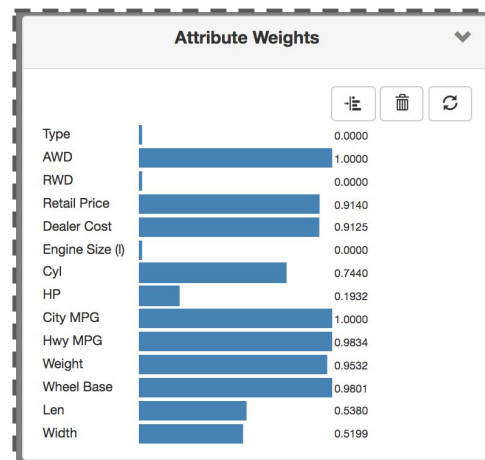 Attribute Weights
Type 0.0000
AWD 1.0000
RWD 0.0000
Retail Price 0.9140
Dealer Cost 0.9125
Engine Size (l) 0.0000
Cyl 0.7440
HP 0.1932
City MPG 1.0000
Hwy MPG 0.9834
Weight 0.9532
Wheel Base 0.9801
Len 0.5380
Width 0.5199